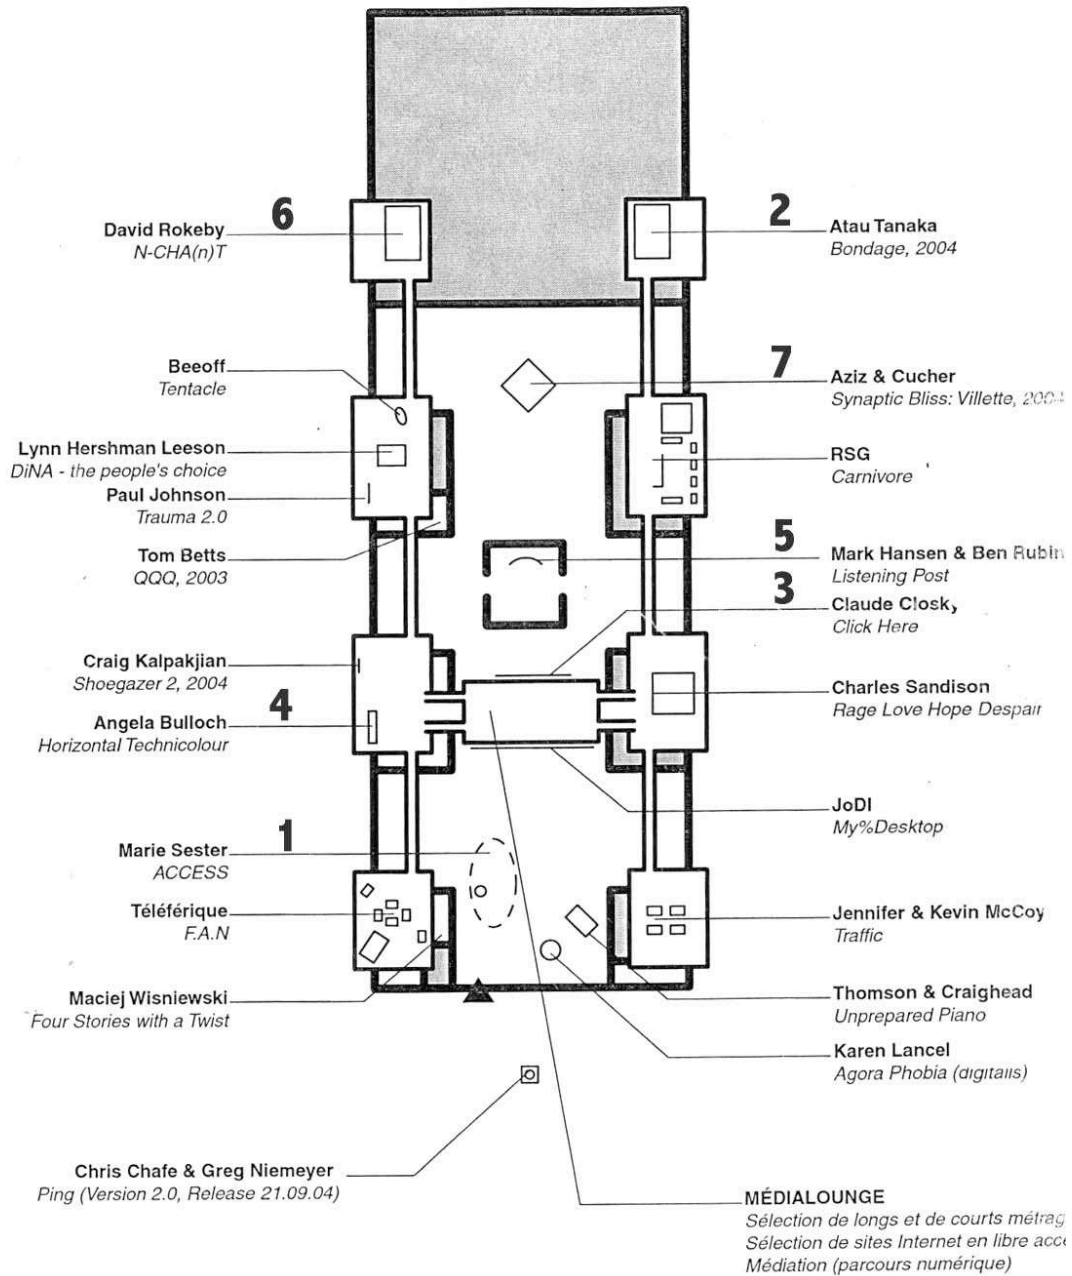 6
David Rokeby
N-CHA(n)T
2
Atau Tanaka
Bondage, 2004
Beeoff
Tentacle
7
Aziz & Cucher
Synaptic Bliss: Villette, 2004
Lynn Hershman Leeson
DiNA - the people's choice
Paul Johnson
Trauma 2.0
RSG
Carnivore
Tom Betts
QQQ, 2003
5
Mark Hansen & Ben Rubin
Listening Post
3
Claude Closky
Click Here
Craig Kalpakjian
Shoegazer 2, 2004
4
Angela Bulloch
Horizontal Technicolour
Charles Sandison
Rage Love Hope Despair
JoDI
My%Desktop
1
Marie Sester
ACCESS
Téléférique
F.A.N
Jennifer & Kevin McCoy
Traffic
Maciej Wisniewski
Four Stories with a Twist
Thomson & Craighead
Unprepared Piano
Karen Lancel
Agora Phobia (digitalis)
Chris Chafe & Greg Niemeyer
Ping (Version 2.0, Release 21.09.04)
MÉDIALOUNGE
Sélection de longs et de courts métrag
Sélection de sites Internet en libre accè
Médiation (parcours numérique)